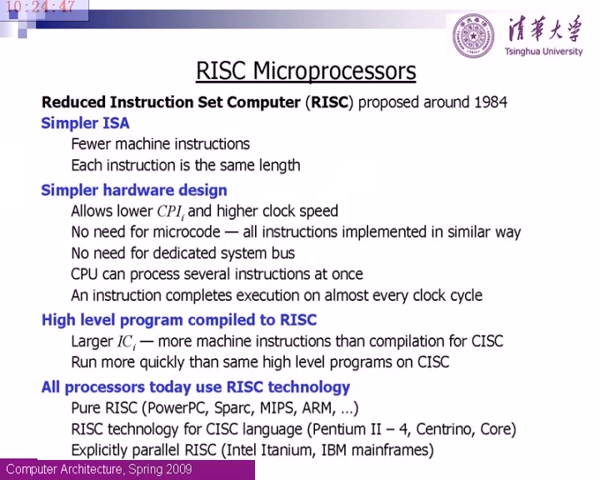 10:24:47
清华大学
Tsinghua University
RISC Microprocessors
Reduced Instruction Set Computer (RISC) proposed around 1984
Simpler ISA
Fewer machine instructions
Each instruction is the same length
Simpler hardware design
Allows lower CPIi and higher clock speed
No need for microcode — all instructions implemented in similar way
No need for dedicated system bus
CPU can process several instructions at once
An instruction completes execution on almost every clock cycle
High level program compiled to RISC
Larger ICi — more machine instructions than compilation for CISC
Run more quickly than same high level programs on CISC
All processors today use RISC technology
Pure RISC (PowerPC, Sparc, MIPS, ARM, …)
RISC technology for CISC language (Pentium II – 4, Centrino, Core)
Explicitly parallel RISC (Intel Itanium, IBM mainframes)
Computer Architecture, Spring 2009